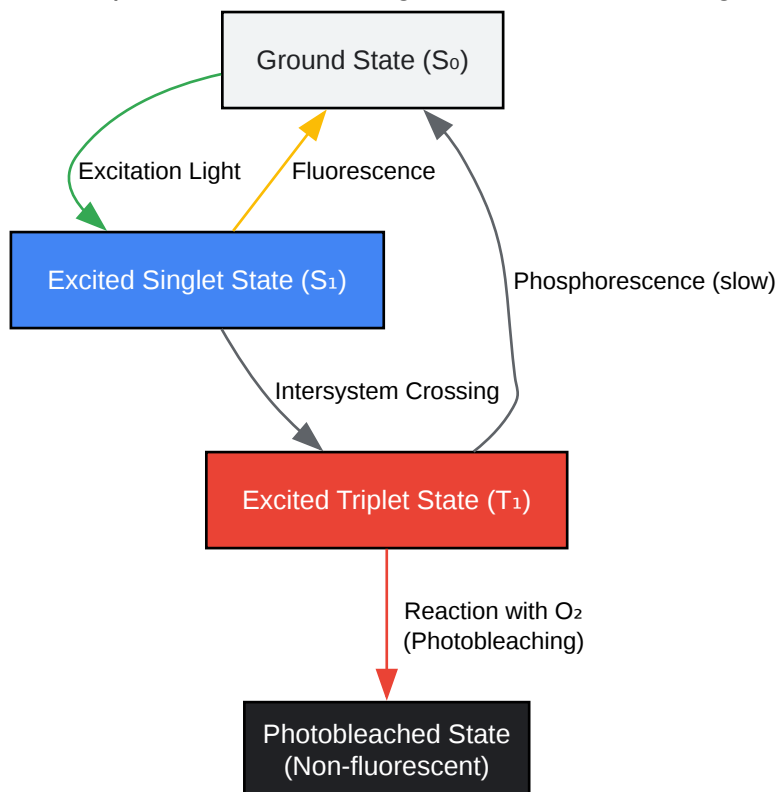 Ground State (S₀)
Excitation Light
Fluorescence
Excited Singlet State (S₁)
Phosphorescence (slow)
Intersystem Crossing
Excited Triplet State (T₁)
Reaction with O₂
(Photobleaching)
Photobleached State
(Non-fluorescent)